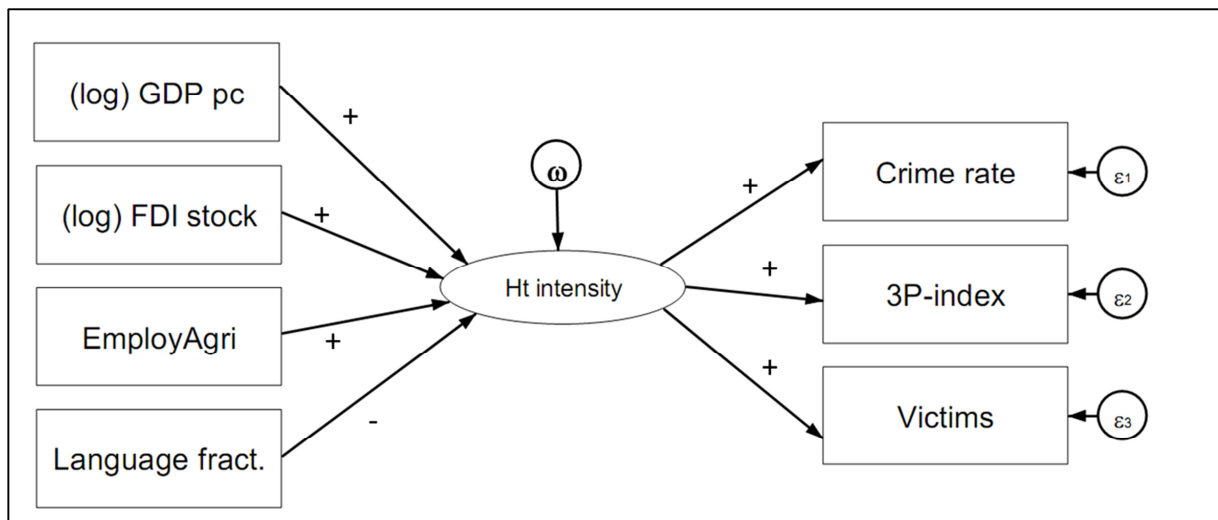 (log) GDP pc
+
(log) FDI stock
+
EmployAgri
+
Language fract.
-
ω
Ht intensity
+
Crime rate
ε1
+
3P-index
ε2
+
Victims
ε3